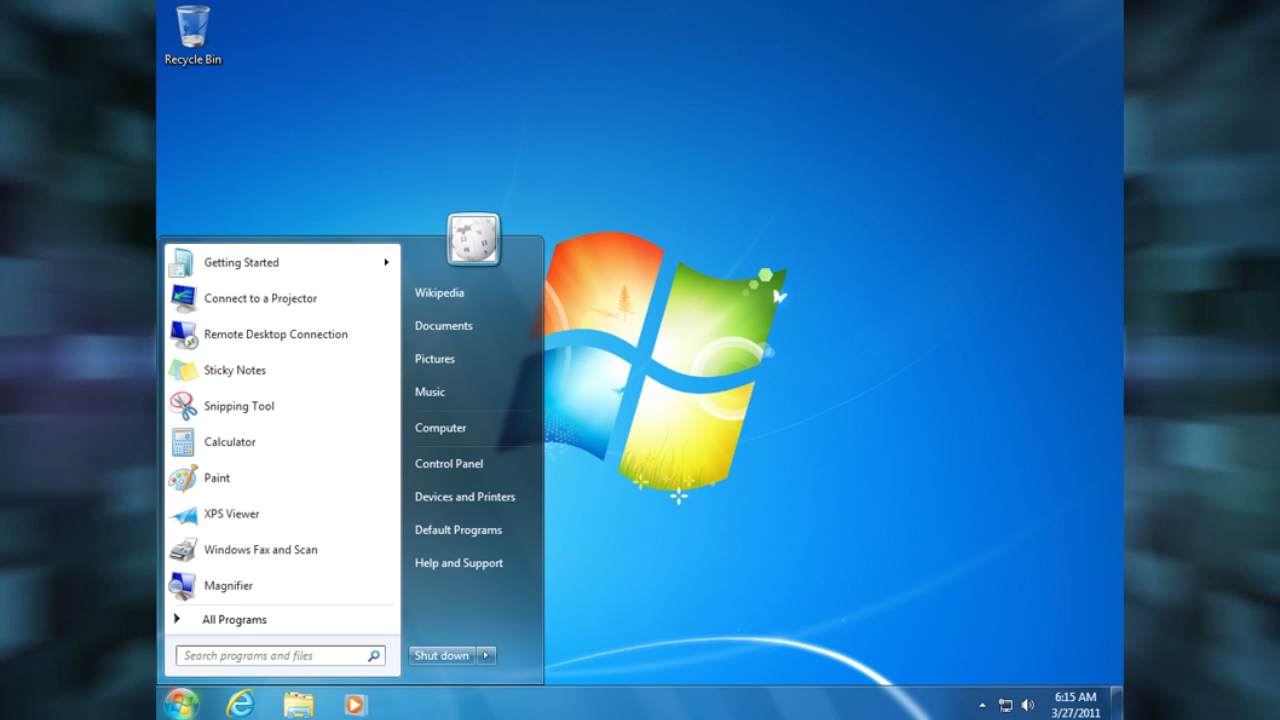 Recycle Bin
Getting Started
Connect to a Projector
Remote Desktop Connection
Sticky Notes
Snipping Tool
Calculator
Paint
XPS Viewer
Windows Fax and Scan
Magnifier
All Programs
Search programs and files
Wikipedia
Documents
Pictures
Music
Computer
Control Panel
Devices and Printers
Default Programs
Help and Support
Shut down
6:15 AM
3/27/2011